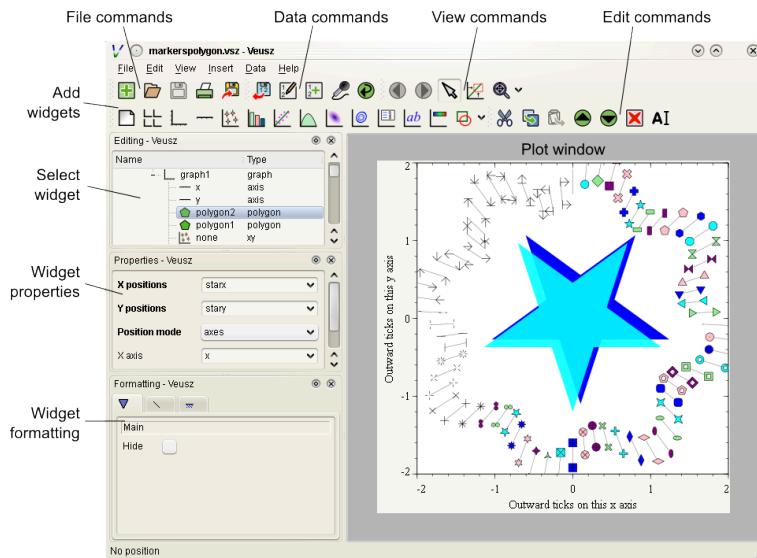 File commands
Data commands
View commands
Edit commands
markerspolygon.vsz - Veusz
File Edit View Insert Data Help
Add
widgets
ab
AI
Editing - Veusz
Name Type
graph1 graph
x axis
y axis
polygon2 polygon
polygon1 polygon
none xy
Select
widget
Properties - Veusz
X positions starx
Y positions stary
Position mode axes
X axis x
Widget
properties
Formatting - Veusz
Main
Hide
Widget
formatting
No position
Plot window
2
1
0
-1
-2
Outward ticks on this y axis
-2 -1 0 1 2
Outward ticks on this x axis